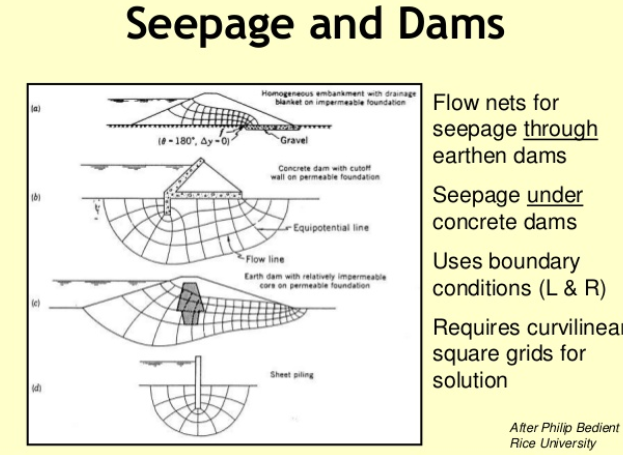 Seepage and Dams
(a)
Homogeneous embankment with drainage
blanket on impermeable foundation
(θ = 180°, Δy = 0)
Gravel
(b)
Concrete dam with cutoff
wall on permeable foundation
Equipotential line
Flow line
(c)
Earth dam with relatively impermeable
core on permeable foundation
(d)
Sheet piling
Flow nets for
seepage through
earthen dams
Seepage under
concrete dams
Uses boundary
conditions (L & R)
Requires curvilinear
square grids for
solution
After Philip Bedient
Rice University